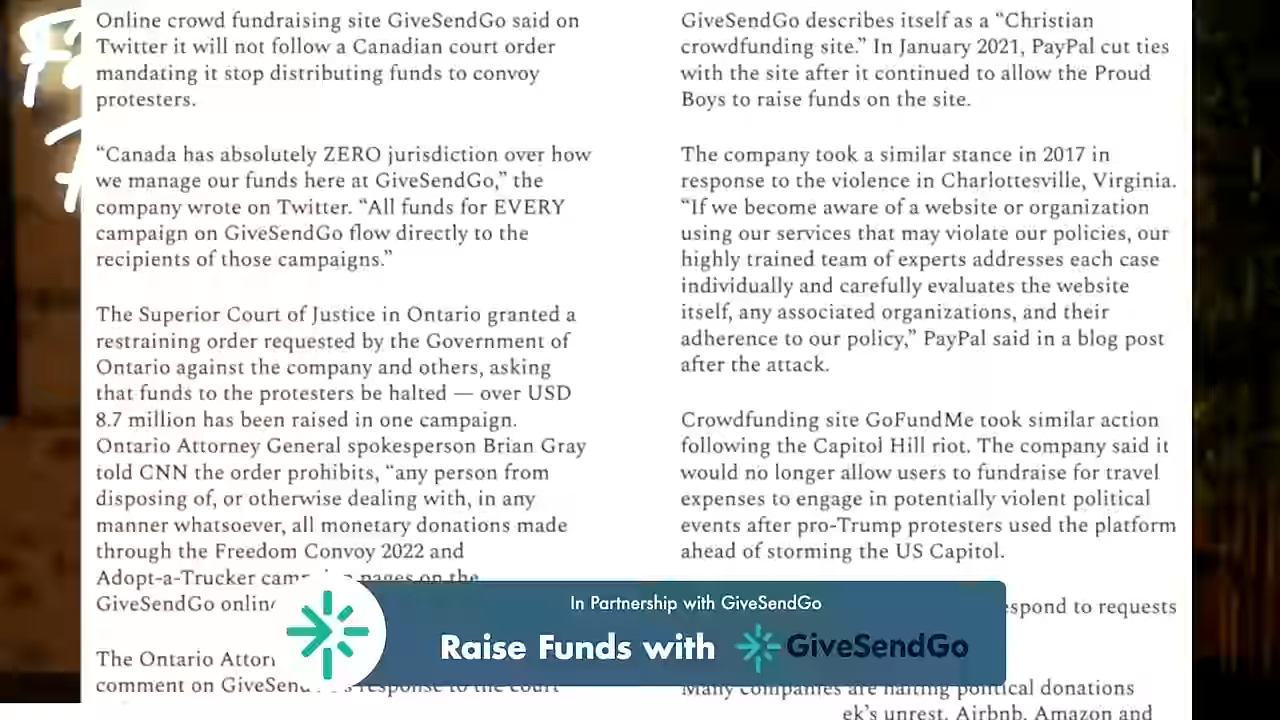 Online crowd fundraising site GiveSendGo said on
Twitter it will not follow a Canadian court order
mandating it stop distributing funds to convoy
protesters.
“Canada has absolutely ZERO jurisdiction over how
we manage our funds here at GiveSendGo,” the
company wrote on Twitter. “All funds for EVERY
campaign on GiveSendGo flow directly to the
recipients of those campaigns.”
The Superior Court of Justice in Ontario granted a
restraining order requested by the Government of
Ontario against the company and others, asking
that funds to the protesters be halted — over USD
8.7 million has been raised in one campaign.
Ontario Attorney General spokesperson Brian Gray
told CNN the order prohibits, “any person from
disposing of, or otherwise dealing with, in any
manner whatsoever, all monetary donations made
through the Freedom Convoy 2022 and
Adopt-a-Trucker campaign pages on the
GiveSendGo
The Ontario
comment on response to the court
GiveSendGo describes itself as a “Christian
crowdfunding site.” In January 2021, PayPal cut ties
with the site after it continued to allow the Proud
Boys to raise funds on the site.
The company took a similar stance in 2017 in
response to the violence in Charlottesville, Virginia.
“If we become aware of a website or organization
using our services that may violate our policies, our
highly trained team of experts addresses each case
individually and carefully evaluates the website
itself, any associated organizations, and their
adherence to our policy,” PayPal said in a blog post
after the attack.
Crowdfunding site GoFundMe took similar action
following the Capitol Hill riot. The company said it
would no longer allow users to fundraise for travel
expenses to engage in potentially violent political
events after pro-Trump protesters used the platform
ahead of storming the US Capitol.
to requests
Many companies are halting political donations
unrest. Airbnb, Amazon and
In Partnership with GiveSendGo
Raise Funds with GiveSendGo